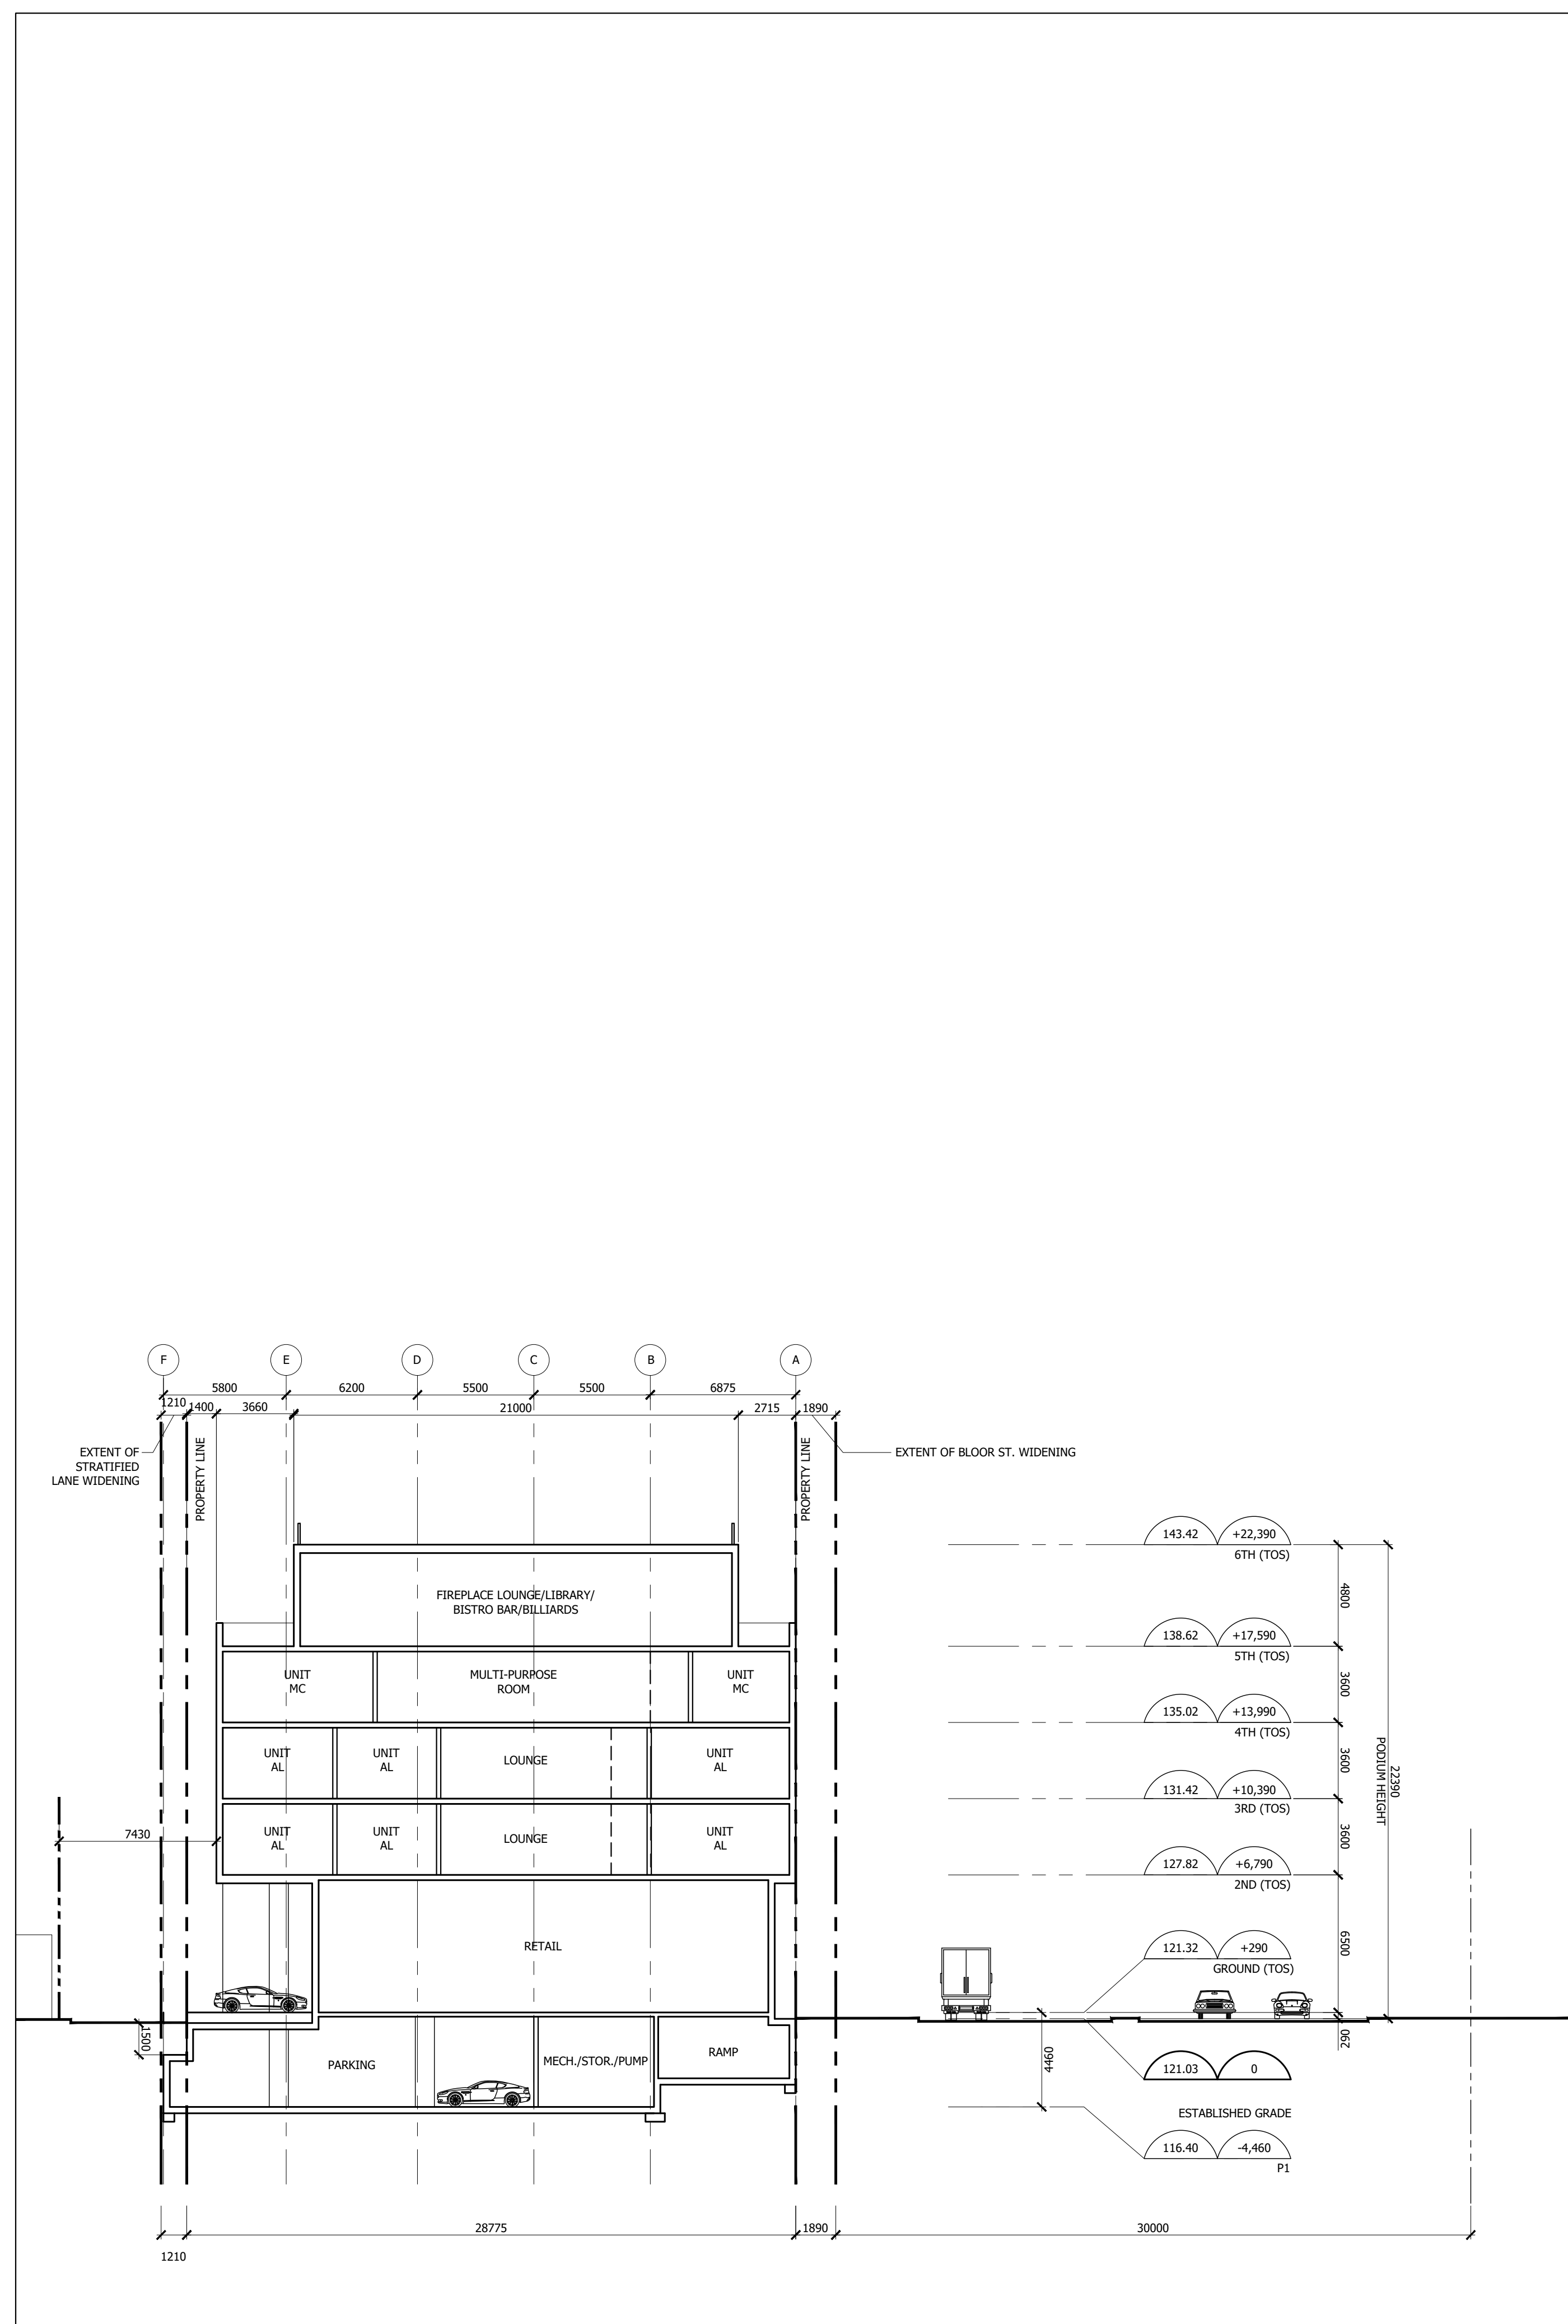 F
E
D
C
B
A
5800
6200
5500
5500
6875
1210
1400
3660
21000
2715
1890
EXTENT OF
STRATIFIED
LANE WIDENING
PROPERTY LINE
PROPERTY LINE
EXTENT OF BLOOR ST. WIDENING
143.42
+22,390
6TH (TOS)
FIREPLACE LOUNGE/LIBRARY/
BISTRO BAR/BILLIARDS
4800
138.62
+17,590
5TH (TOS)
UNIT
MC
MULTI-PURPOSE
ROOM
UNIT
MC
3600
135.02
+13,990
4TH (TOS)
UNIT
AL
UNIT
AL
LOUNGE
UNIT
AL
3600
PODIUM HEIGHT
22390
131.42
+10,390
3RD (TOS)
7430
UNIT
AL
UNIT
AL
LOUNGE
UNIT
AL
3600
127.82
+6,790
2ND (TOS)
RETAIL
6500
121.32
+290
GROUND (TOS)
1500
PARKING
MECH./STOR./PUMP
RAMP
4460
290
121.03
0
ESTABLISHED GRADE
116.40
-4,460
P1
28775
1890
30000
1210